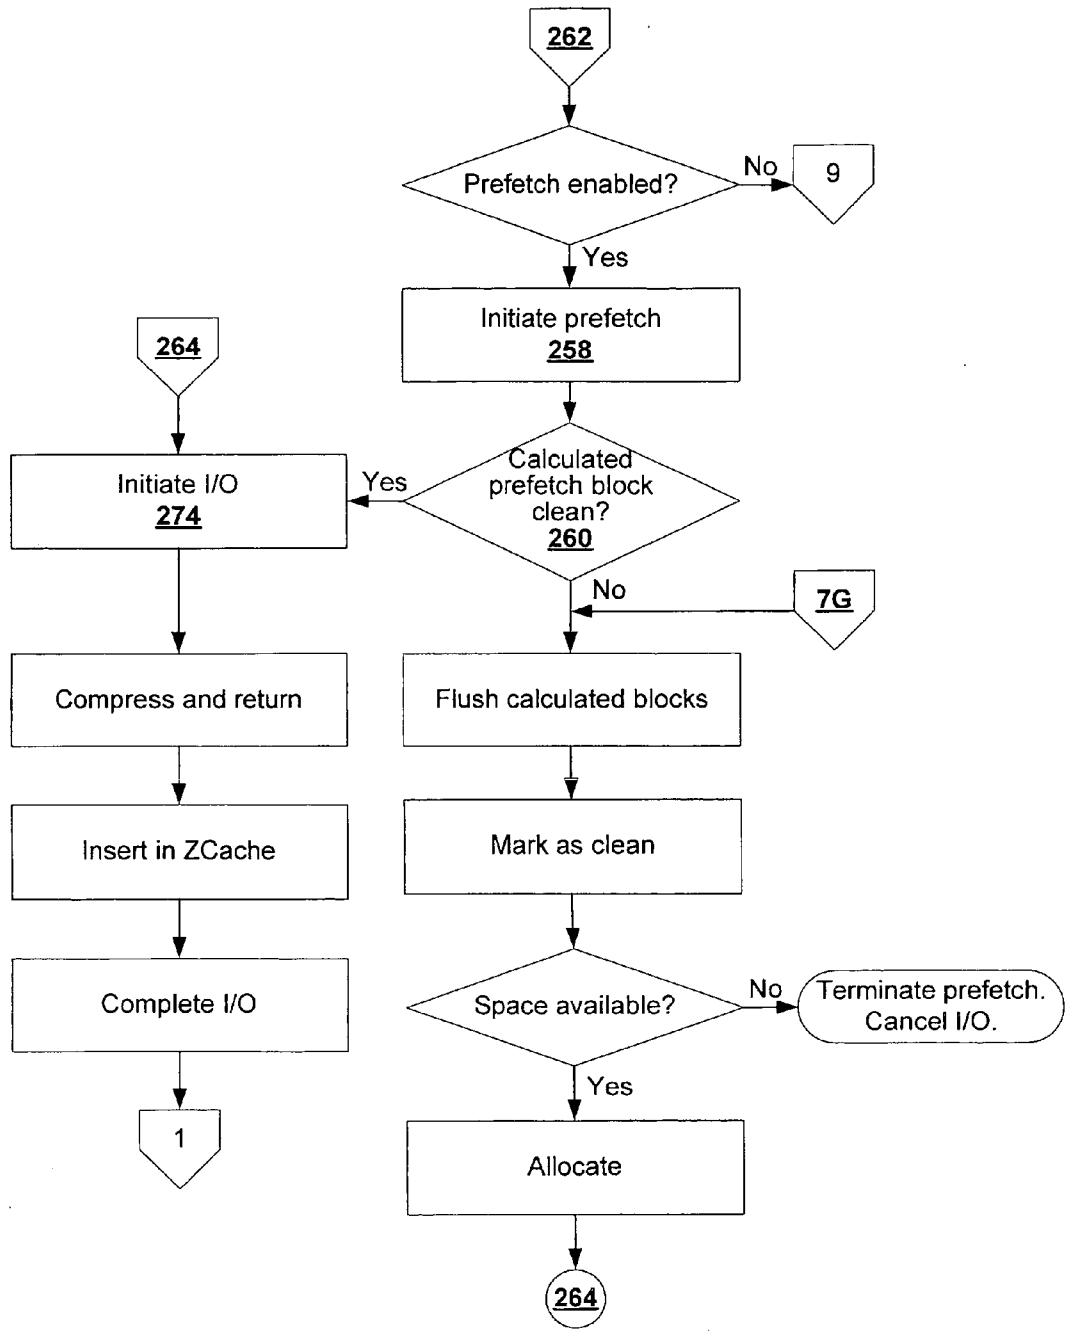 262
Prefetch enabled?
No
9
Yes
Initiate prefetch
258
264
Initiate I/O
274
Yes
Calculated
prefetch block
clean?
260
No
7G
Compress and return
Flush calculated blocks
Insert in ZCache
Mark as clean
Complete I/O
Space available?
No
Terminate prefetch.
Cancel I/O.
Yes
1
Allocate
264